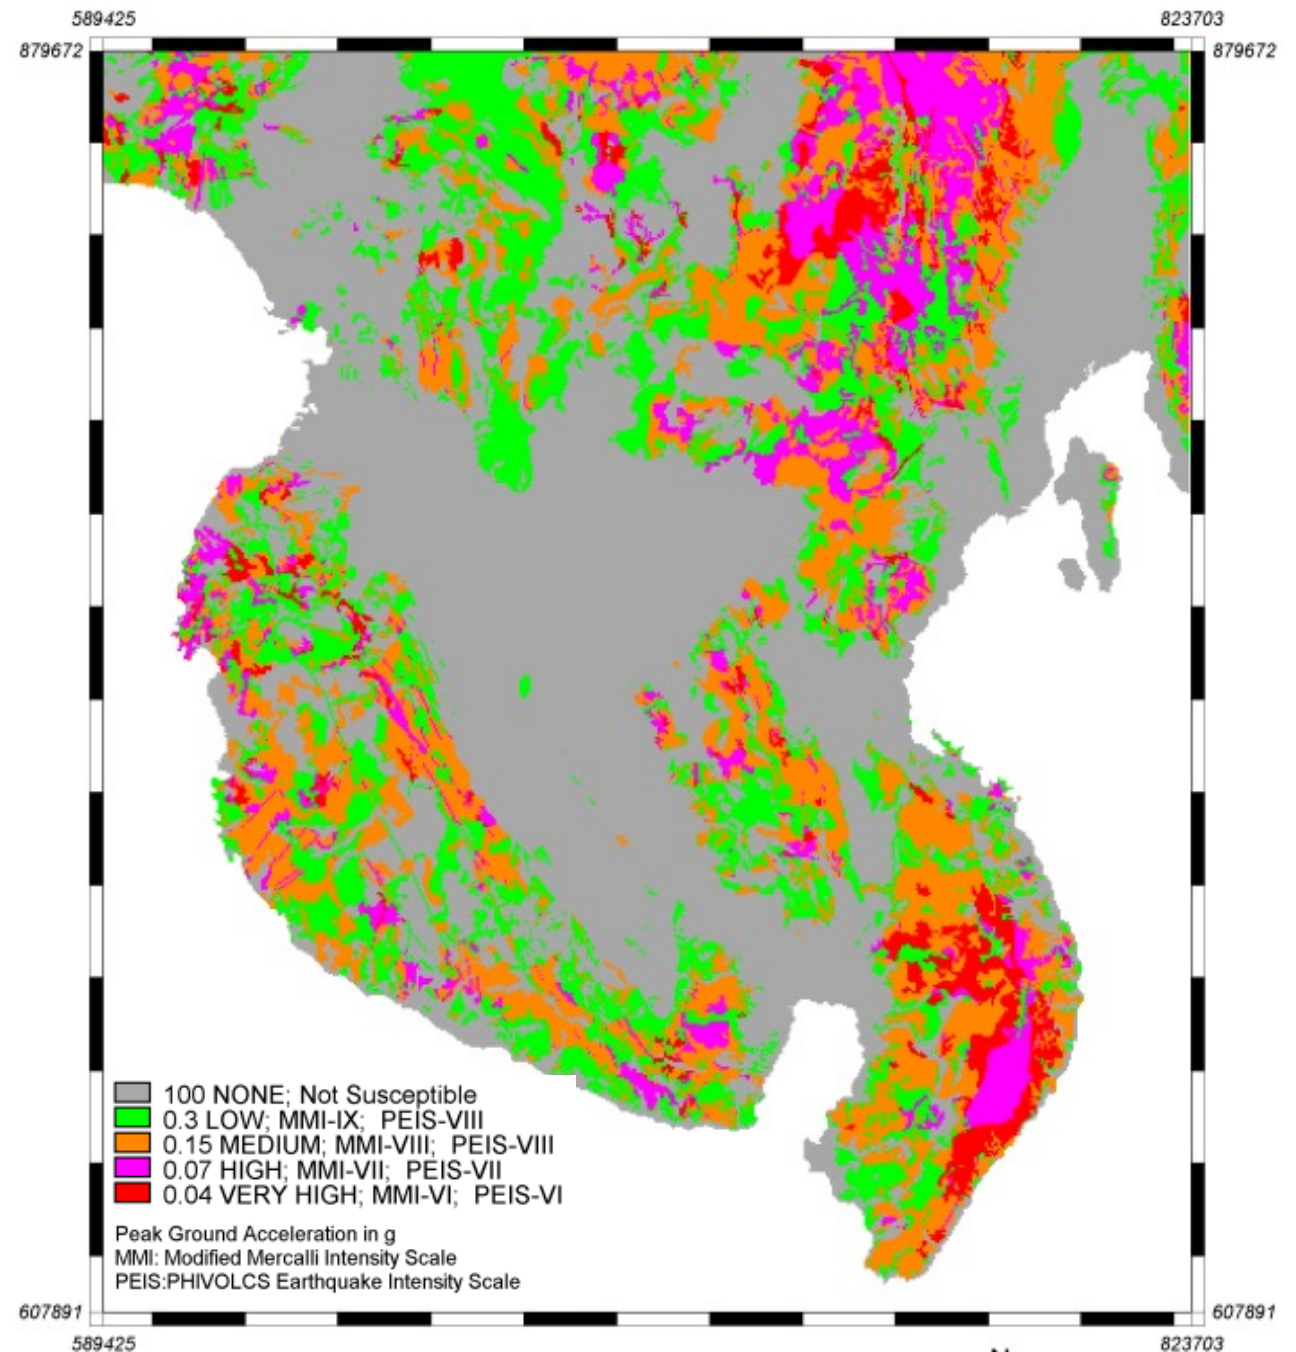 589425 823703
879672 879672
100 NONE; Not Susceptible
0.3 LOW; MMI-IX; PEIS-VIII
0.15 MEDIUM; MMI-VIII; PEIS-VIII
0.07 HIGH; MMI-VII; PEIS-VII
0.04 VERY HIGH; MMI-VI; PEIS-VI
Peak Ground Acceleration in g
MMI: Modified Mercalli Intensity Scale
PEIS:PHIVOLCS Earthquake Intensity Scale
607891 607891
589425 823703